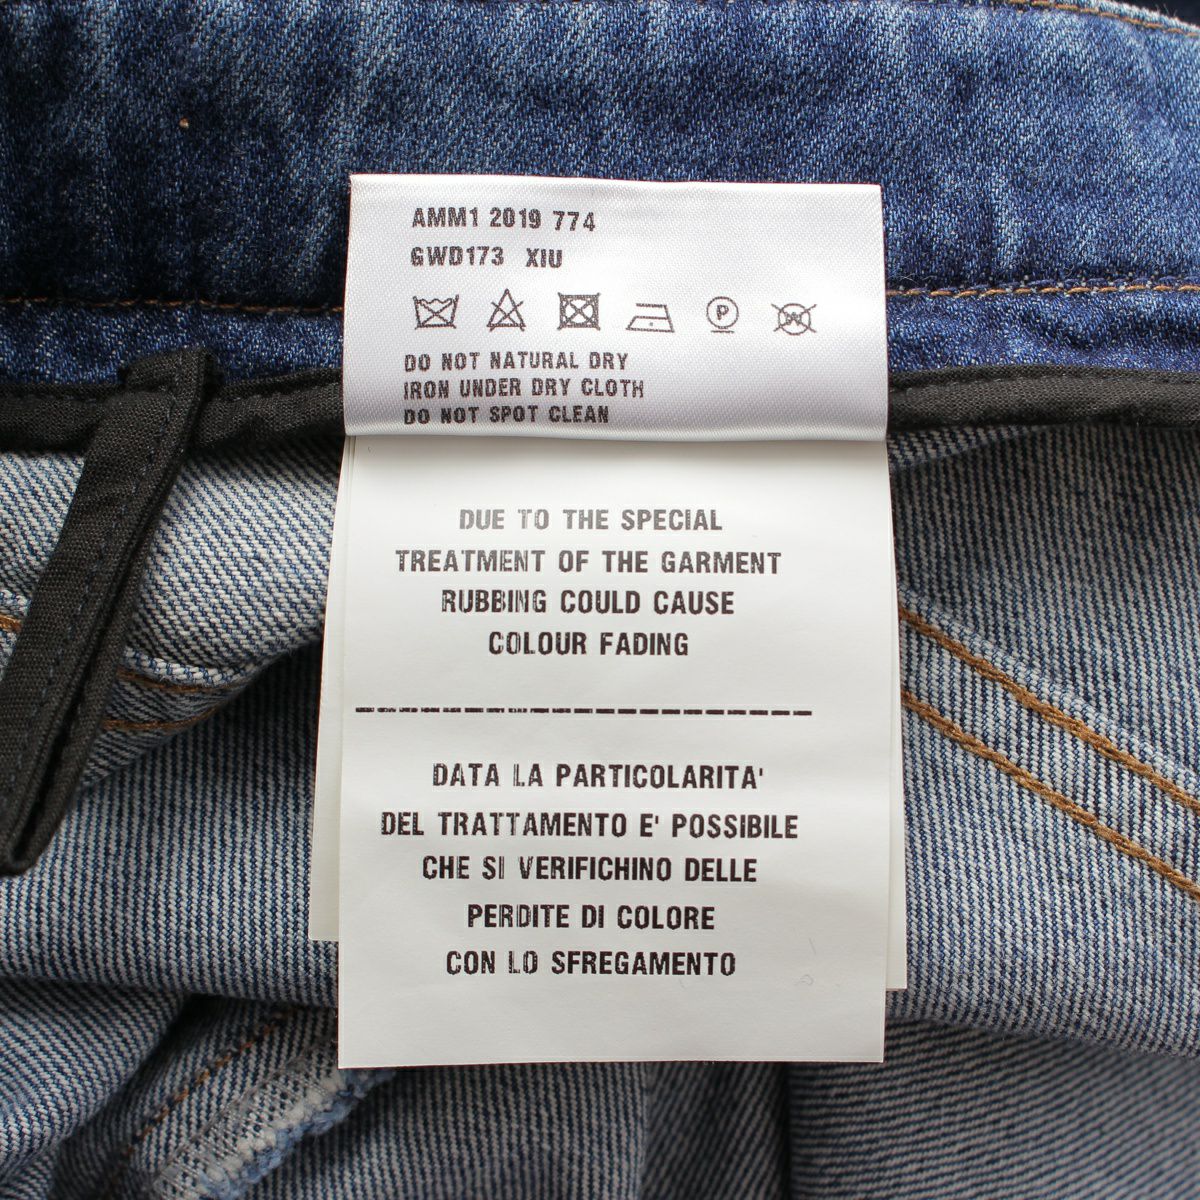 AMM1 2019 774
GWD173 XIU
P W
DO NOT NATURAL DRY
IRON UNDER DRY CLOTH
DO NOT SPOT CLEAN
DUE TO THE SPECIAL
TREATMENT OF THE GARMENT
RUBBING COULD CAUSE
COLOUR FADING
DATA LA PARTICOLARITA'
DEL TRATTAMENTO E' POSSIBILE
CHE SI VERIFICHINO DELLE
PERDITE DI COLORE
CON LO SFREGAMENTO